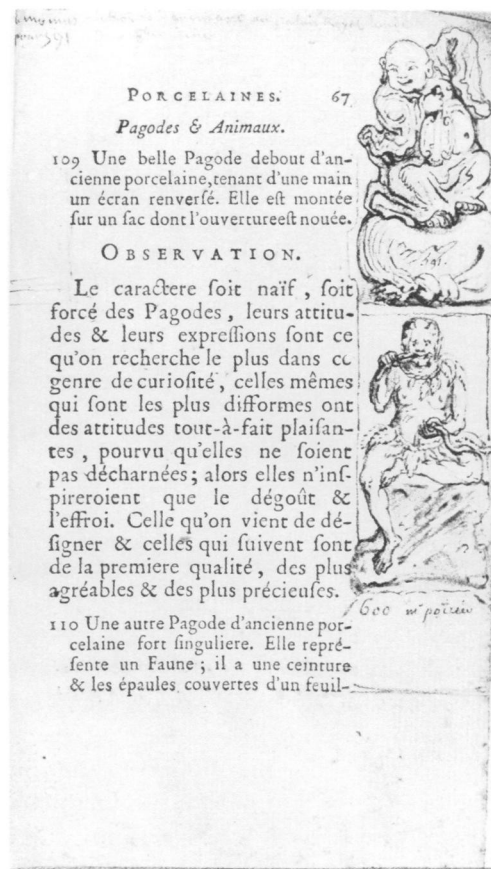 PORCELAINES. 67
Pagodes & Animaux.
109 Une belle Pagode debout d'an-
cienne porcelaine, tenant d'une main
un écran renversé. Elle est montée
sur un sac dont l'ouverture est nouée.
OBSERVATION.
Le caractere soit naïf, soit
forcé des Pagodes, leurs attitu-
des & leurs expressions sont ce
qu'on recherche le plus dans ce
genre de curiosité, celles mêmes
qui sont les plus difformes ont
des attitudes tout-à-fait plaisan-
tes, pourvu qu'elles ne soient
pas décharnées; alors elles n'ins-
pireroient que le dégoût &
l'effroi. Celle qu'on vient de dé-
signer & celles qui suivent sont
de la premiere qualité, des plus
agréables & des plus précieuses.
1600 mr poirier
110 Une autre Pagode d'ancienne por-
celaine fort singuliere. Elle repré-
sente un Faune; il a une ceinture
& les épaules couvertes d'un feuil-